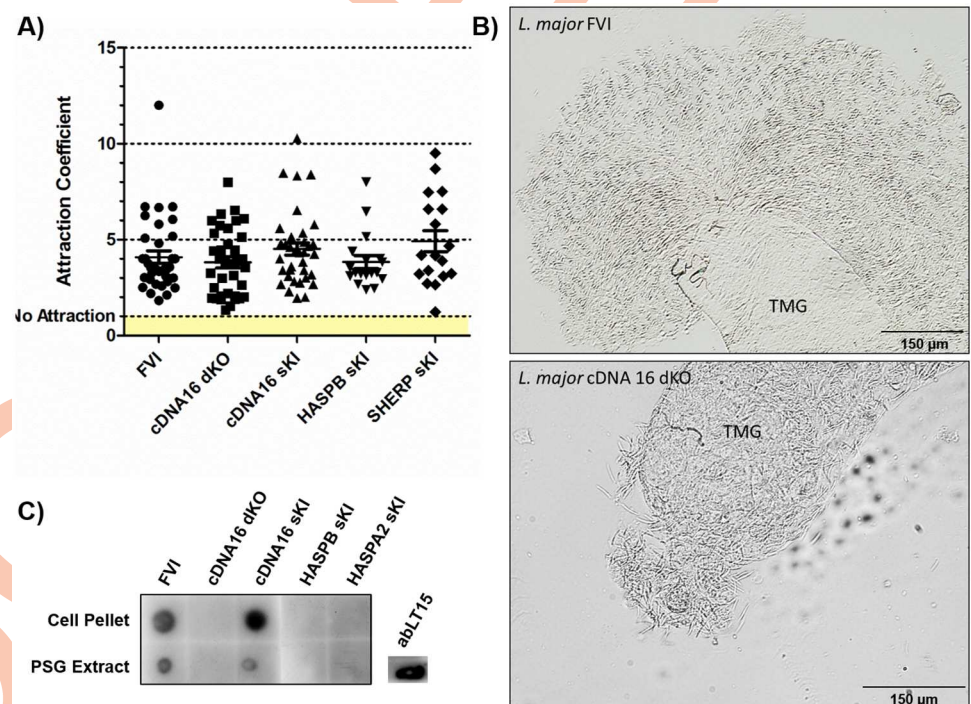 A)
15
10
5
0
Attraction Coefficient
No Attraction
FVI
cDNA16 dKO
cDNA16 sKI
HASPB sKI
SHERP sKI
B)
L. major FVI
TMG
150 µm
L. major cDNA 16 dKO
TMG
150 µm
C)
FVI
cDNA16 dKO
cDNA16 sKI
HASPB sKI
HASPA2 sKI
Cell Pellet
PSG Extract
abLT15